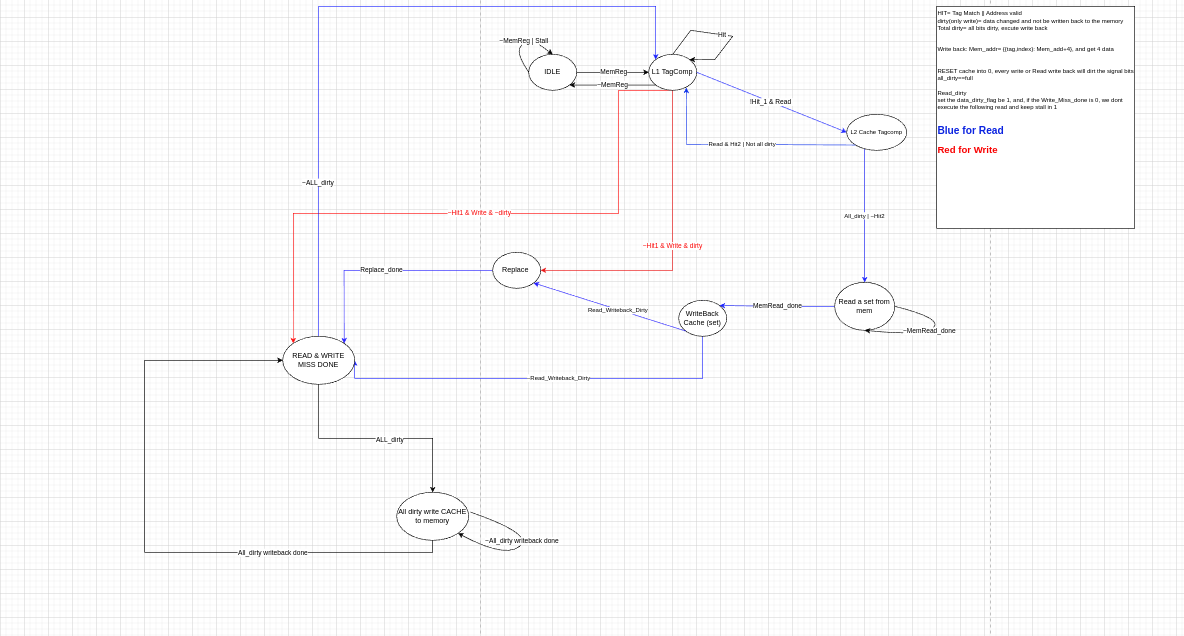 HIT= Tag Match || Address valid
dirty(only write)= data changed and not be written back to the memory
Total dirty= all bits dirty, excute write back
Write back: Mem_addr= {(tag,index): Mem_add+4}, and get 4 data
RESET cache into 0, every write or Read write back will dirt the signal bits
all_dirty==full
Read_dirty
set the data_dirty_flag be 1, and, if the Write_Miss_done is 0, we dont
execute the following read and keep stall in 1
Blue for Read
Red for Write
~MemReg | Stall
Hit
IDLE
MemReg
~MemReg
L1 TagComp
!Hit_1 & Read
L2 Cache Tagcomp
Read & Hit2 | Not all dirty
~ALL_dirty
~Hit1 & Write & ~dirty
All_dirty | ~Hit2
~Hit1 & Write & dirty
Replace_done
Replace
Read_Writeback_Dirty
WriteBack
Cache (set)
MemRead_done
Read a set from
mem
~MemRead_done
READ & WRITE
MISS DONE
Read_Writeback_Dirty
ALL_dirty
All dirty write CACHE
to memory
~All_dirty writeback done
All_dirty writeback done